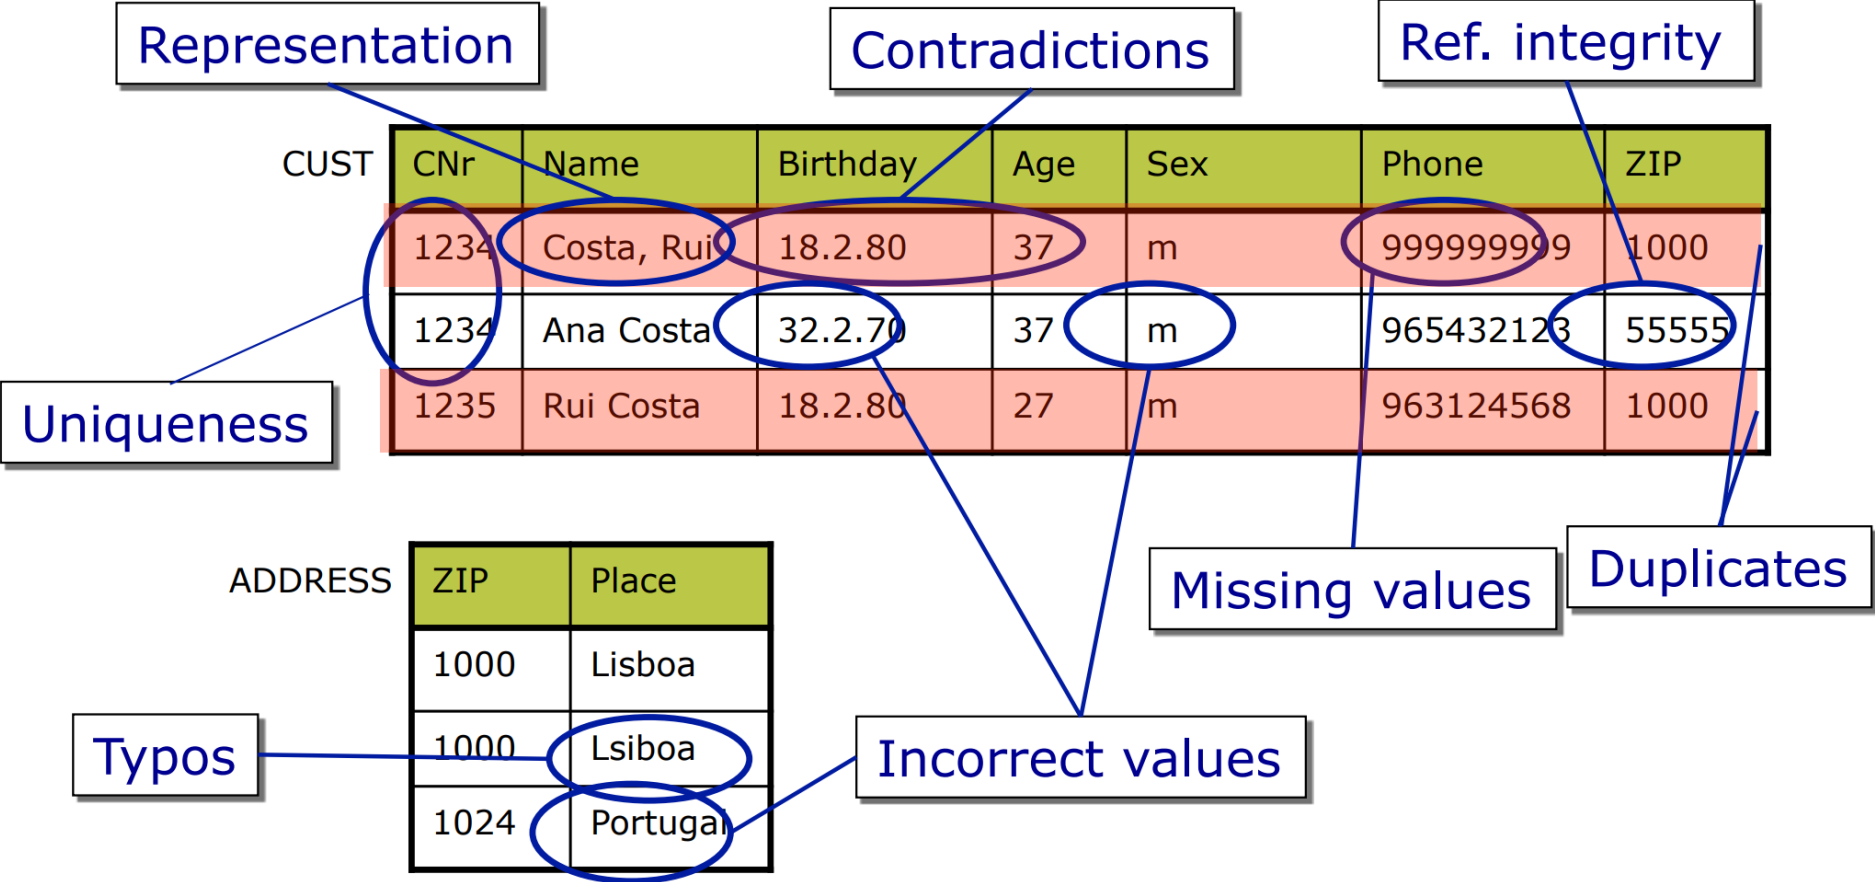 Representation
Contradictions
Ref. integrity
CUST CNr Name Birthday Age Sex Phone ZIP
1234 Costa, Rui 18.2.80 37 m 999999999 1000
1234 Ana Costa 32.2.70 37 m 965432123 55555
1235 Rui Costa 18.2.80 27 m 963124568 1000
Uniqueness
Missing values
Duplicates
ADDRESS ZIP Place
1000 Lisboa
1000 Lsiboa
1024 Portugal
Typos
Incorrect values